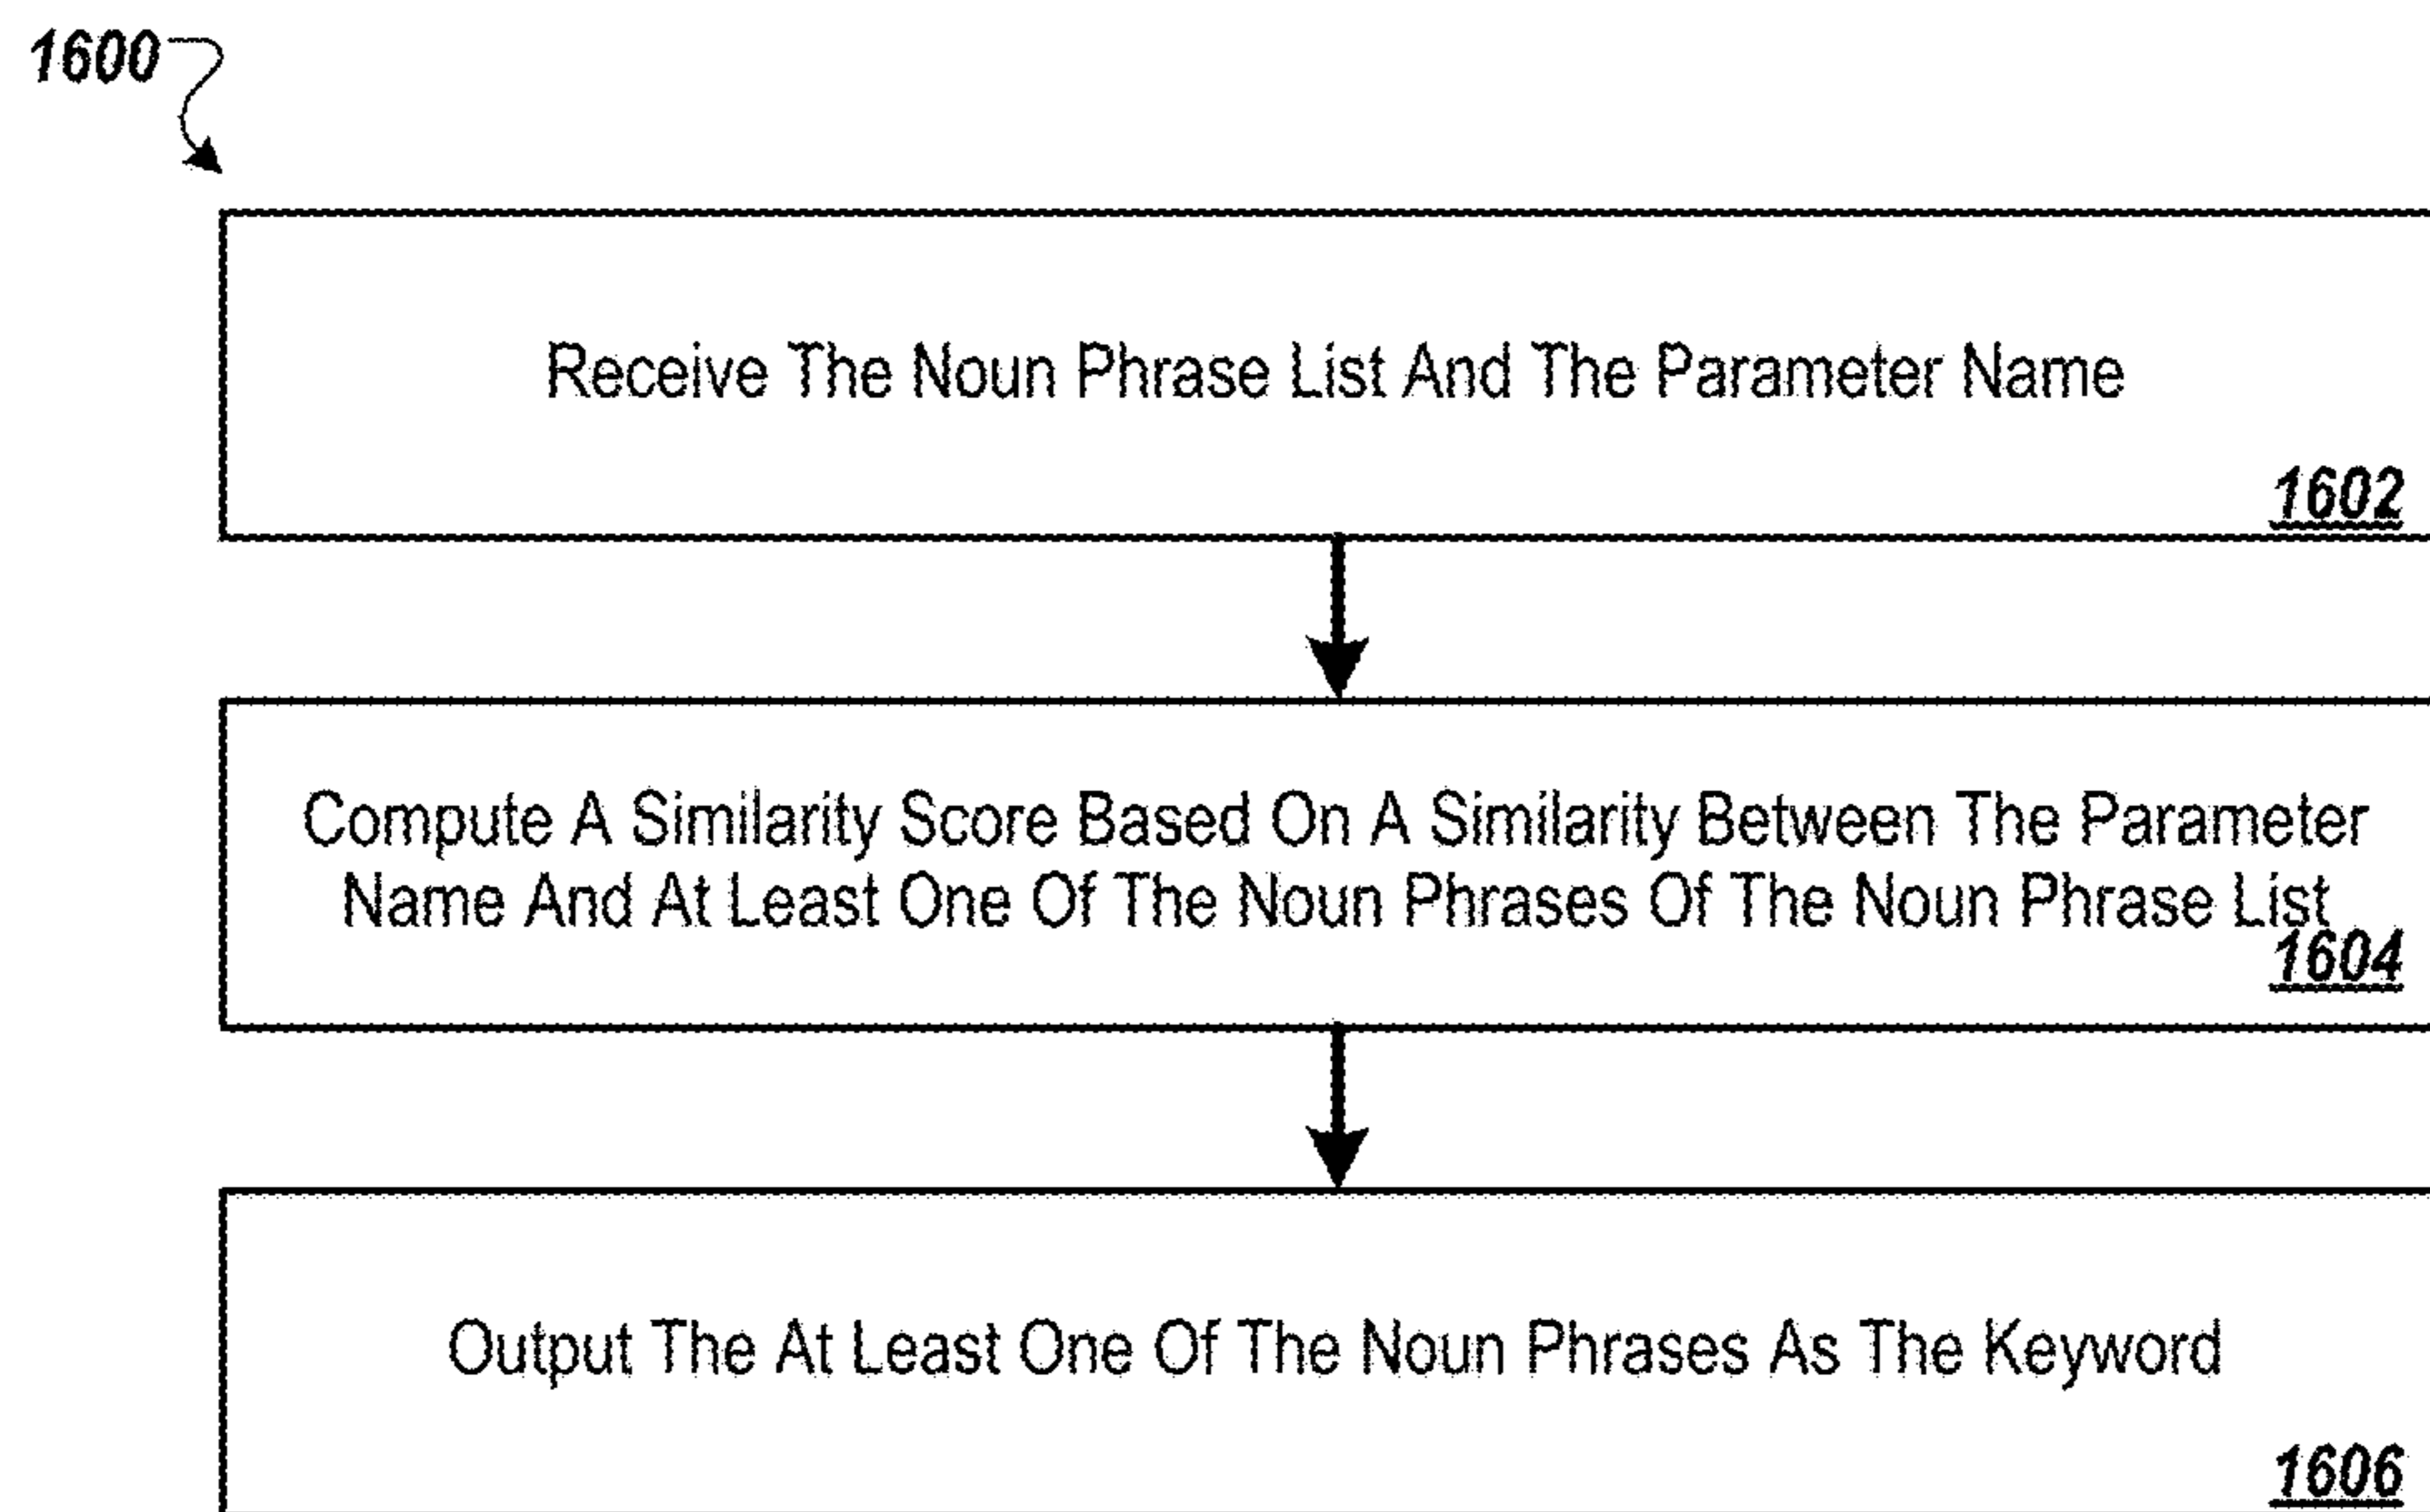 1600
Receive The Noun Phrase List And The Parameter Name
1602
Compute A Similarity Score Based On A Similarity Between The Parameter
Name And At Least One Of The Noun Phrases Of The Noun Phrase List
1604
Output The At Least One Of The Noun Phrases As The Keyword
1606